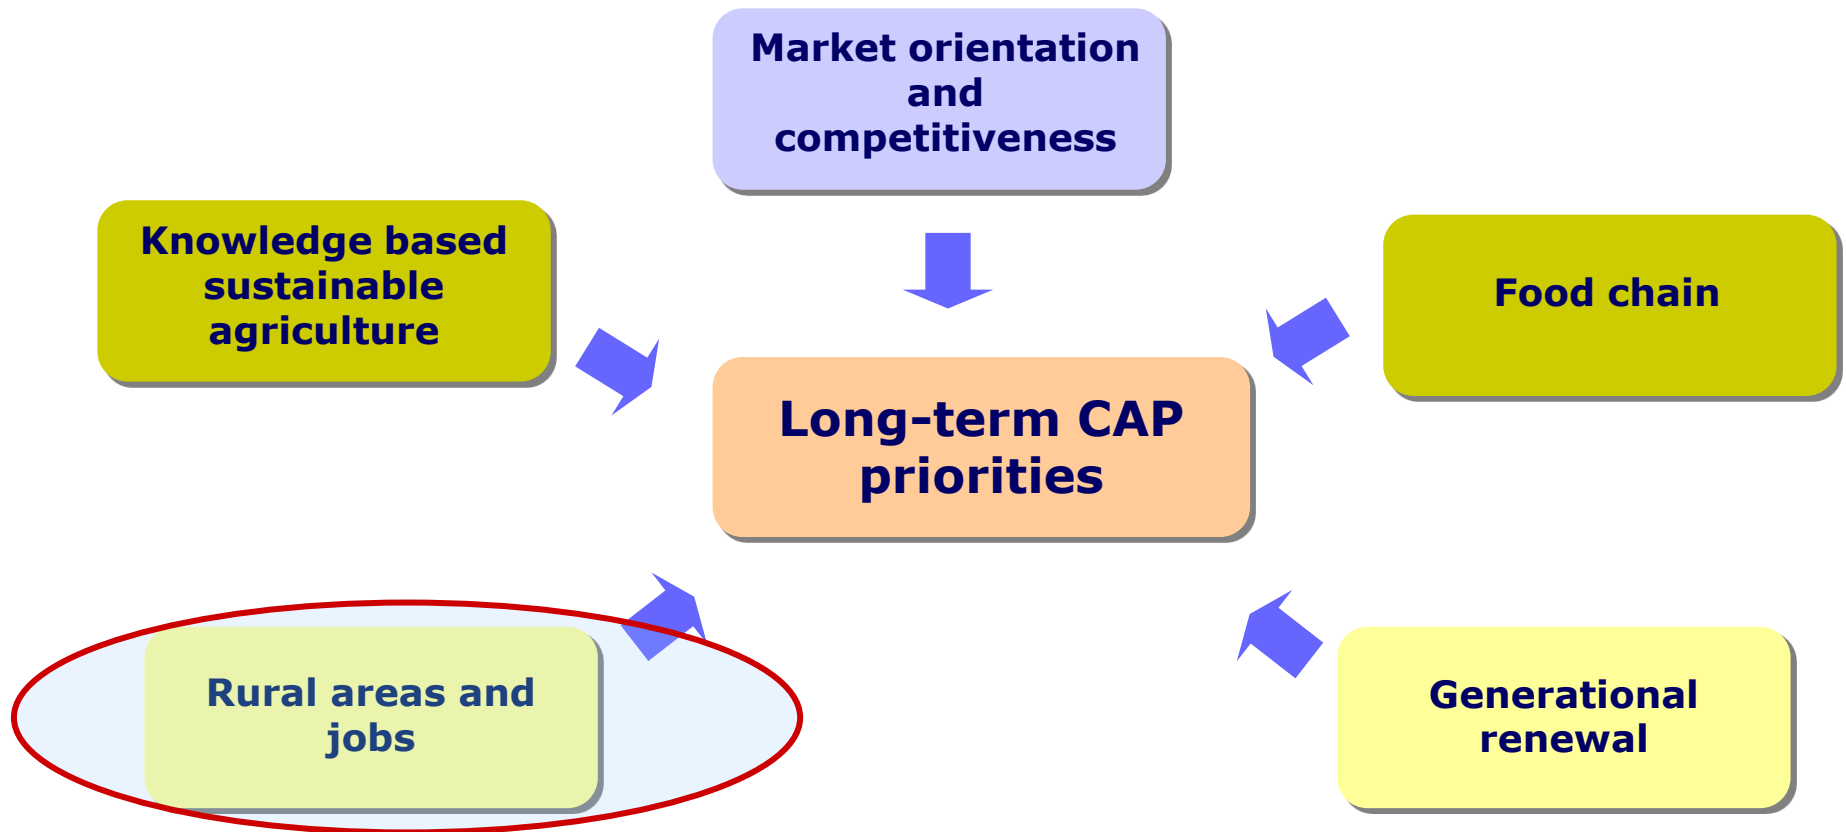 Market orientation
and
competitiveness
Knowledge based
sustainable
agriculture
Food chain
Long-term CAP
priorities
Rural areas and
jobs
Generational
renewal